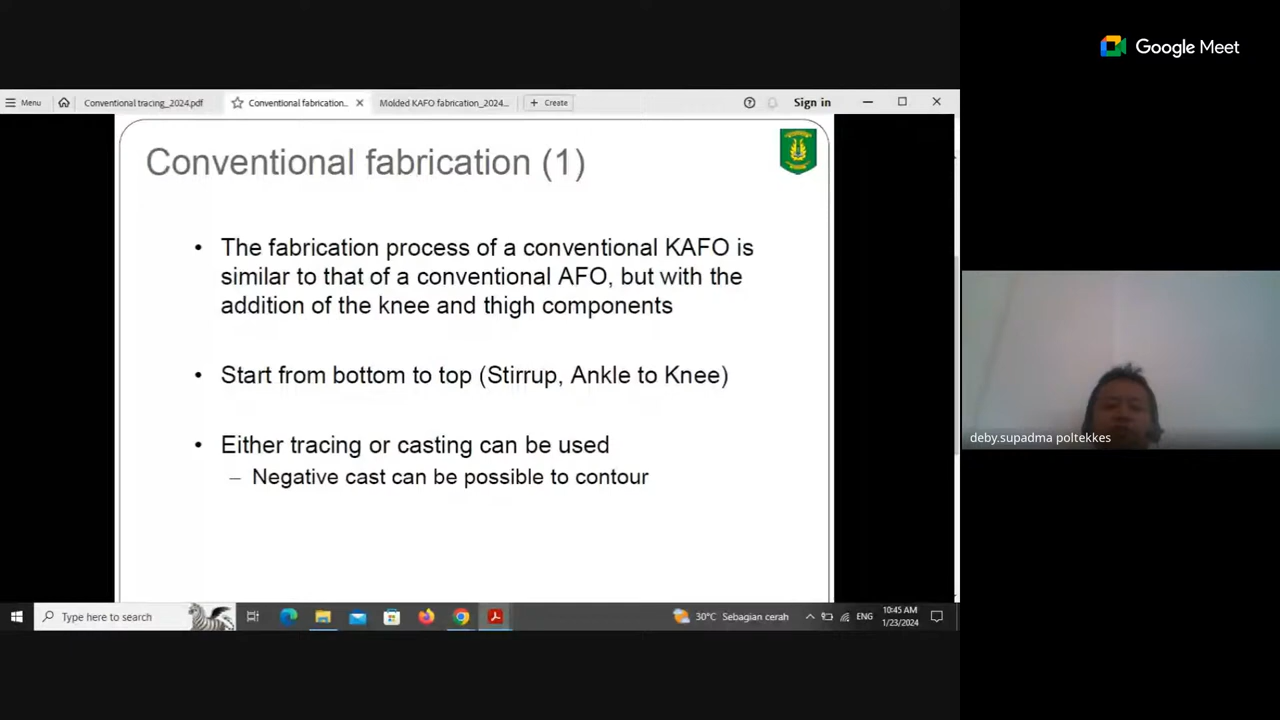 Google Meet
Menu
Conventional tracing_2024.pdf
Conventional fabrication...
Molded KAFO fabrication_2024...
Create
Sign in
Conventional fabrication (1)
• The fabrication process of a conventional KAFO is
similar to that of a conventional AFO, but with the
addition of the knee and thigh components
• Start from bottom to top (Stirrup, Ankle to Knee)
• Either tracing or casting can be used
– Negative cast can be possible to contour
deby.supadma poltekkes
Type here to search
30°C Sebagian cerah
ENG
10:45 AM
1/23/2024